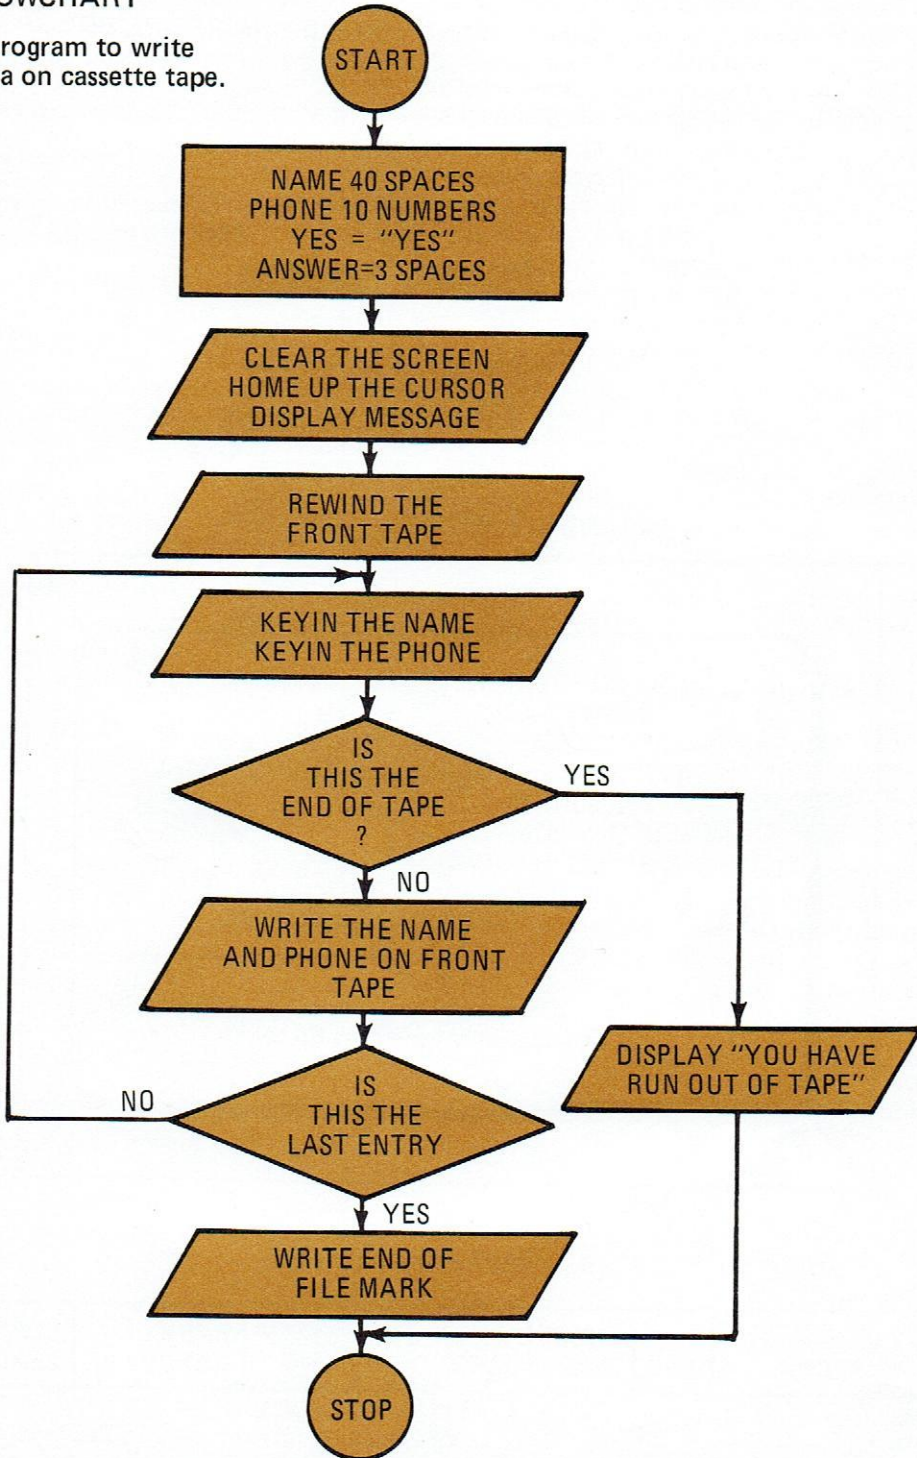 rogram to write
a on cassette tape.
START
NAME 40 SPACES
PHONE 10 NUMBERS
YES = "YES"
ANSWER=3 SPACES
CLEAR THE SCREEN
HOME UP THE CURSOR
DISPLAY MESSAGE
REWIND THE
FRONT TAPE
KEYIN THE NAME
KEYIN THE PHONE
IS
THIS THE
END OF TAPE
?
YES
NO
WRITE THE NAME
AND PHONE ON FRONT
TAPE
DISPLAY "YOU HAVE
RUN OUT OF TAPE"
IS
THIS THE
LAST ENTRY
NO
YES
WRITE END OF
FILE MARK
STOP